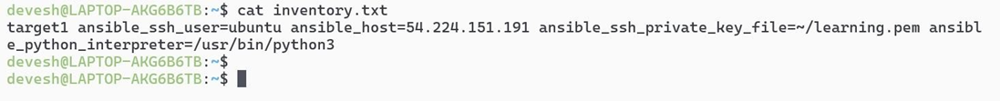 devesh@LAPTOP-AKG6B6TB:~$ cat inventory.txt
target1 ansible_ssh_user=ubuntu ansible_host=54.224.151.191 ansible_ssh_private_key_file=~/learning.pem ansibl
e_python_interpreter=/usr/bin/python3
devesh@LAPTOP-AKG6B6TB:~$
devesh@LAPTOP-AKG6B6TB:~$